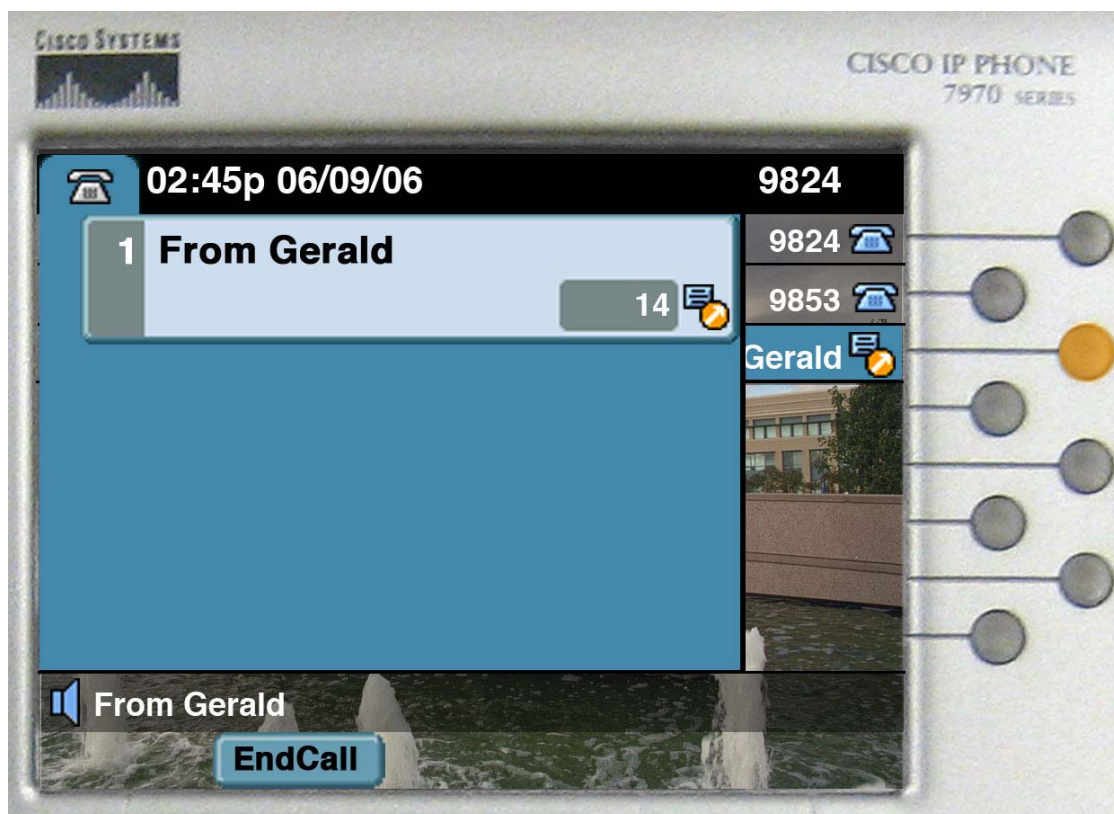 CISCO SYSTEMS
CISCO IP PHONE
7970 SERIES
02:45p 06/09/06
9824
1 From Gerald
14
9824
9853
Gerald
From Gerald
EndCall